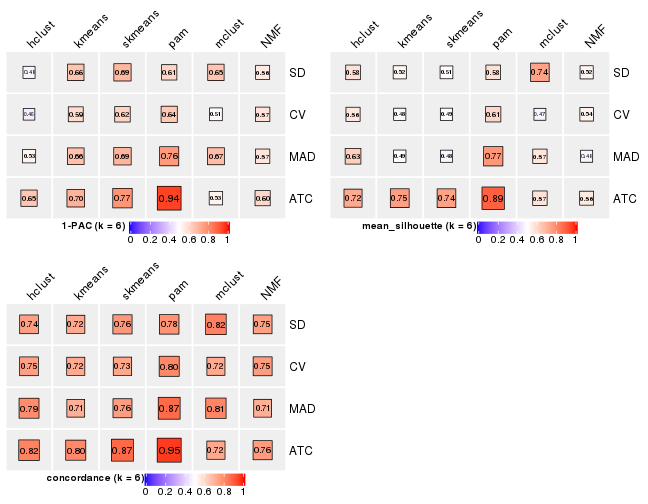 hclust kmeans skmeans pam mclust NMF
0.66 0.69 0.61 0.65 0.56 SD
0.59 0.62 0.64 0.51 0.57 CV
0.53 0.66 0.69 0.76 0.67 0.57 MAD
0.65 0.70 0.77 0.94 0.53 0.60 ATC
1-PAC (k = 6)
0 0.2 0.4 0.6 0.8 1
hclust kmeans skmeans pam mclust NMF
0.58 0.52 0.51 0.58 0.74 0.52 SD
0.56 0.48 0.49 0.61 0.47 0.54 CV
0.63 0.49 0.48 0.77 0.57 MAD
0.72 0.75 0.74 0.89 0.57 0.56 ATC
mean_silhouette (k = 6)
0 0.2 0.4 0.6 0.8 1
hclust kmeans skmeans pam mclust NMF
0.74 0.72 0.76 0.78 0.82 0.75 SD
0.75 0.72 0.73 0.80 0.72 0.75 CV
0.79 0.71 0.76 0.87 0.81 0.71 MAD
0.82 0.80 0.87 0.95 0.72 0.76 ATC
concordance (k = 6)
0 0.2 0.4 0.6 0.8 1